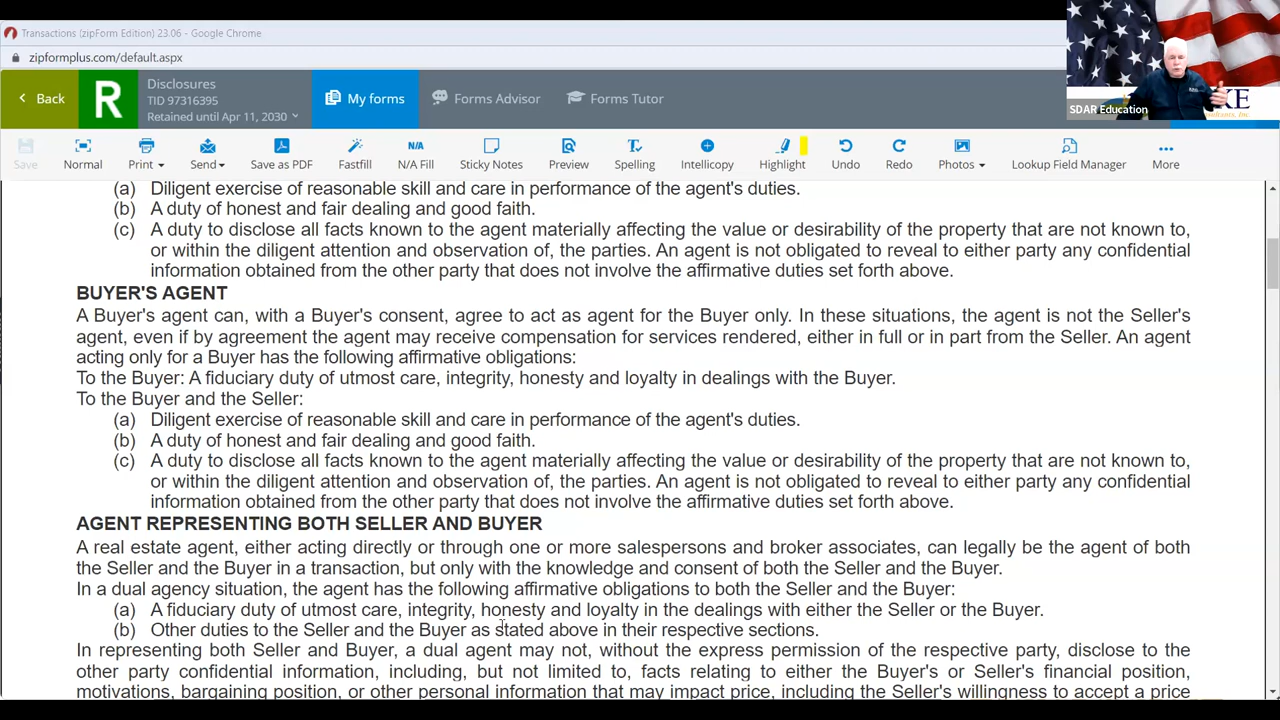 Transactions (zipForm Edition) 23.06 - Google Chrome
zipformplus.com/default.aspx
SDAR Education
Back
R
Disclosures
TID 97316395
Retained until Apr 11, 2030
My forms
Forms Advisor
Forms Tutor
Save
Normal
Print
Send
Save as PDF
Fastfill
N/A
N/A Fill
Sticky Notes
Preview
Spelling
Intellicopy
Highlight
Undo
Redo
Photos
Lookup Field Manager
More
(a) Diligent exercise of reasonable skill and care in performance of the agent's duties.
(b) A duty of honest and fair dealing and good faith.
(c) A duty to disclose all facts known to the agent materially affecting the value or desirability of the property that are not known to,
or within the diligent attention and observation of, the parties. An agent is not obligated to reveal to either party any confidential
information obtained from the other party that does not involve the affirmative duties set forth above.
BUYER'S AGENT
A Buyer's agent can, with a Buyer's consent, agree to act as agent for the Buyer only. In these situations, the agent is not the Seller's
agent, even if by agreement the agent may receive compensation for services rendered, either in full or in part from the Seller. An agent
acting only for a Buyer has the following affirmative obligations:
To the Buyer: A fiduciary duty of utmost care, integrity, honesty and loyalty in dealings with the Buyer.
To the Buyer and the Seller:
(a) Diligent exercise of reasonable skill and care in performance of the agent's duties.
(b) A duty of honest and fair dealing and good faith.
(c) A duty to disclose all facts known to the agent materially affecting the value or desirability of the property that are not known to,
or within the diligent attention and observation of, the parties. An agent is not obligated to reveal to either party any confidential
information obtained from the other party that does not involve the affirmative duties set forth above.
AGENT REPRESENTING BOTH SELLER AND BUYER
A real estate agent, either acting directly or through one or more salespersons and broker associates, can legally be the agent of both
the Seller and the Buyer in a transaction, but only with the knowledge and consent of both the Seller and the Buyer.
In a dual agency situation, the agent has the following affirmative obligations to both the Seller and the Buyer:
(a) A fiduciary duty of utmost care, integrity, honesty and loyalty in the dealings with either the Seller or the Buyer.
(b) Other duties to the Seller and the Buyer as stated above in their respective sections.
In representing both Seller and Buyer, a dual agent may not, without the express permission of the respective party, disclose to the
other party confidential information, including, but not limited to, facts relating to either the Buyer's or Seller's financial position,
motivations, bargaining position, or other personal information that may impact price, including the Seller's willingness to accept a price